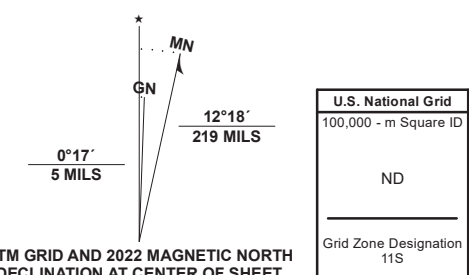 ★
MN
GN
0°17´
5 MILS
12°18´
219 MILS
TM GRID AND 2022 MAGNETIC NORTH
DECLINATION AT CENTER OF SHEET
U.S. National Grid
100,000 - m Square ID
ND
Grid Zone Designation
11S